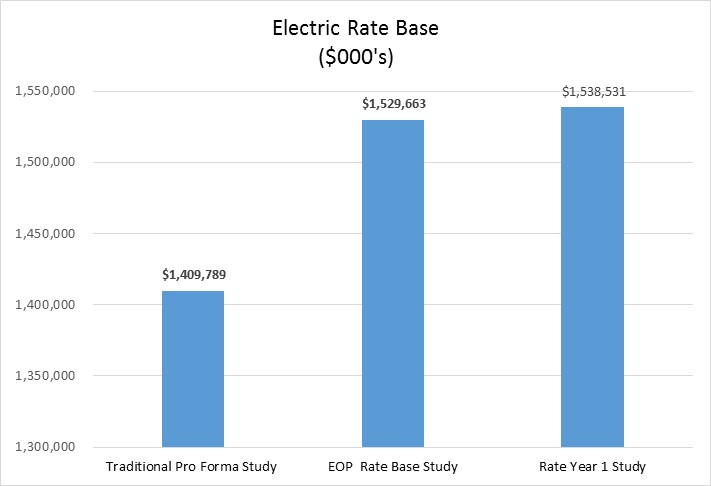 Electric Rate Base
($000's)
1,550,000
1,500,000
1,450,000
1,400,000
1,350,000
1,300,000
$1,409,789
$1,529,663
$1,538,531
Traditional Pro Forma Study
EOP Rate Base Study
Rate Year 1 Study